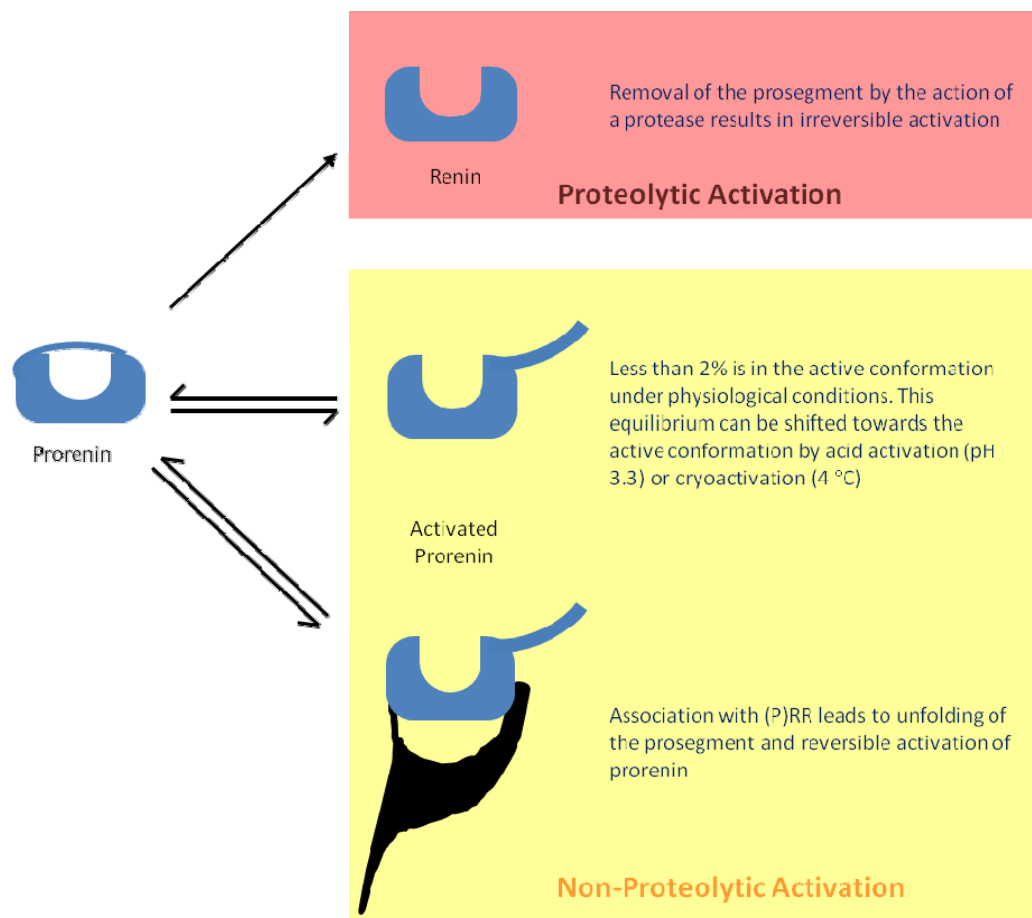 Removal of the prosegment by the action of
a protease results in irreversible activation
Renin
Proteolytic Activation
Prorenin
Less than 2% is in the active conformation
under physiological conditions. This
equilibrium can be shifted towards the
active conformation by acid activation (pH
3.3) or cryoactivation (4 °C)
Activated
Prorenin
Association with (P)RR leads to unfolding of
the prosegment and reversible activation of
prorenin
Non-Proteolytic Activation